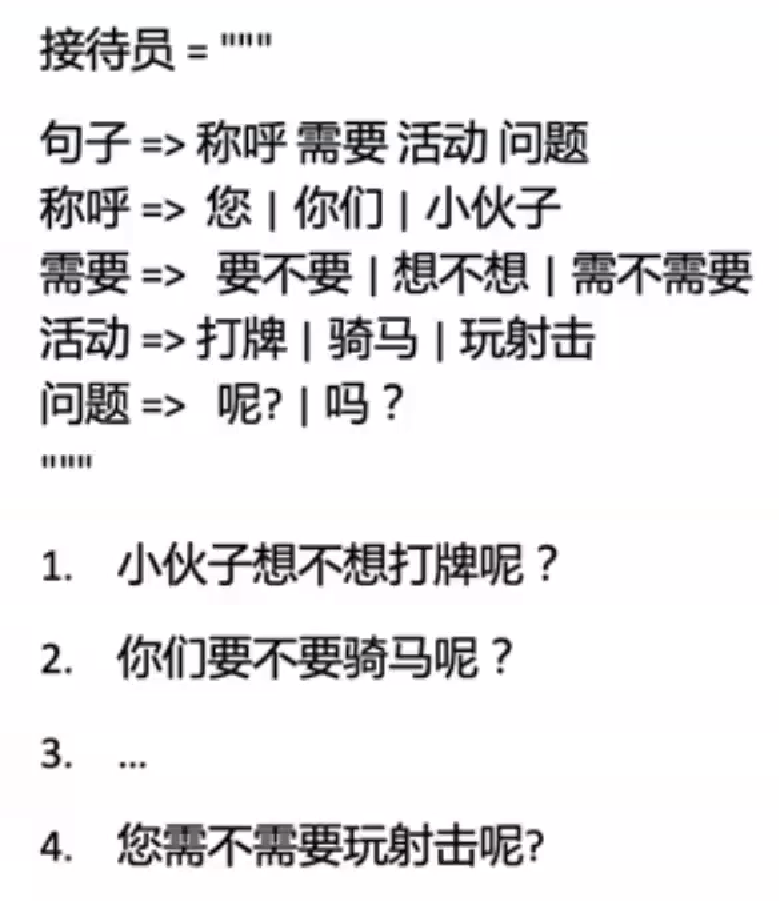 接待员 = """
句子 => 称呼 需要 活动 问题
称呼 => 您 | 你们 | 小伙子
需要 => 要不要 | 想不想 | 需不需要
活动 => 打牌 | 骑马 | 玩射击
问题 => 呢? | 吗？
"""
1. 小伙子想不想打牌呢？
2. 你们要不要骑马呢？
3. ...
4. 您需不需要玩射击呢?